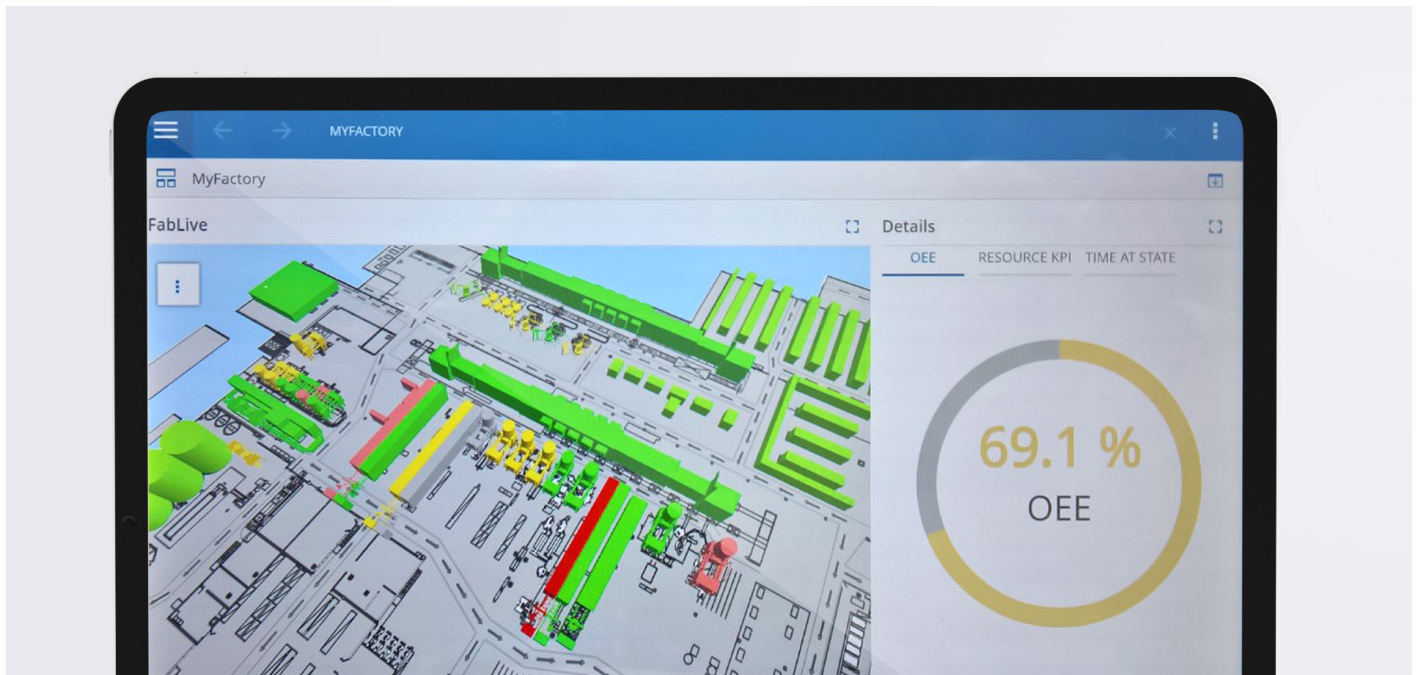 MYFACTORY
MyFactory
FabLive
Details
OEE
RESOURCE KPI
TIME AT STATE
69.1 %
OEE